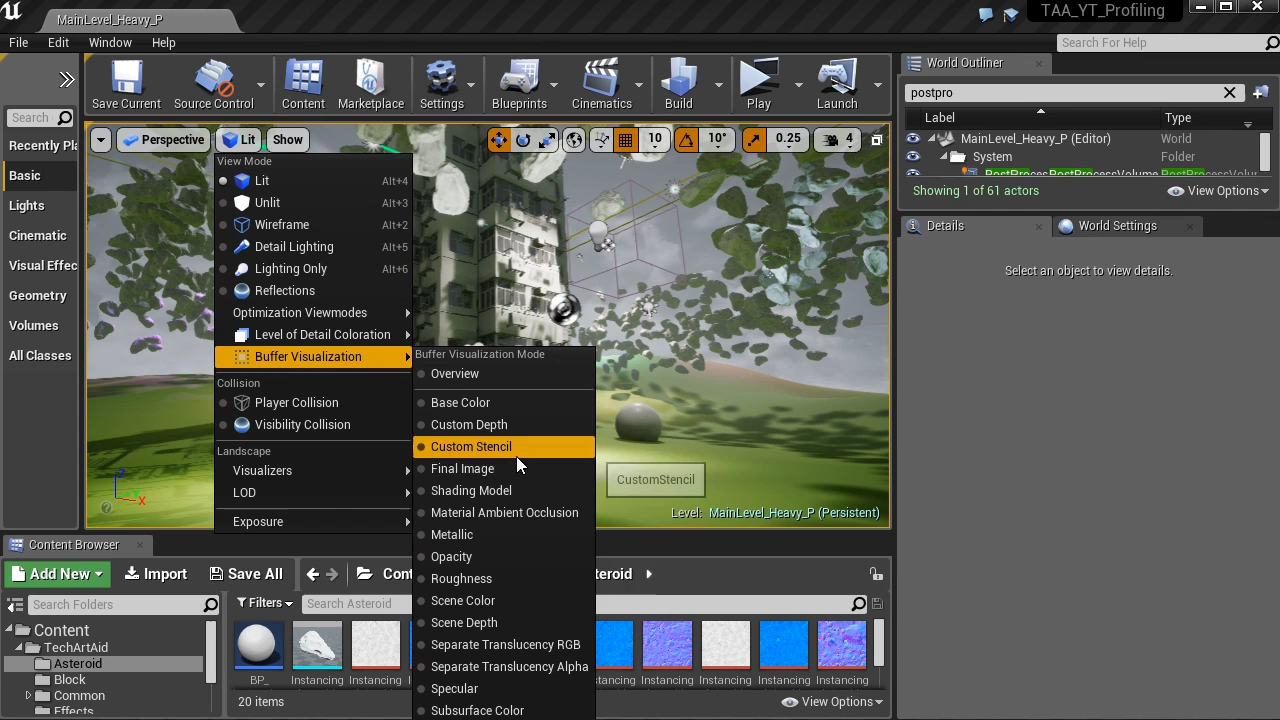 MainLevel_Heavy_P
TAA_YT_Profiling
File Edit Window Help
Search For Help
Save Current
Source Control
Content
Marketplace
Settings
Blueprints
Cinematics
Build
Play
Launch
World Outliner
postpro
Label Type
MainLevel_Heavy_P (Editor) World
System Folder
Showing 1 of 61 actors
View Options
Details
World Settings
Select an object to view details.
Search
Recently Pla
Basic
Lights
Cinematic
Visual Effec
Geometry
Volumes
All Classes
Perspective
Lit
Show
10
10°
0.25
4
View Mode
Lit Alt+4
Unlit Alt+3
Wireframe Alt+2
Detail Lighting Alt+5
Lighting Only Alt+6
Reflections
Optimization Viewmodes
Level of Detail Coloration
Buffer Visualization
Collision
Player Collision
Visibility Collision
Landscape
Visualizers
LOD
Exposure
Buffer Visualization Mode
Overview
Base Color
Custom Depth
Custom Stencil
Final Image
Shading Model
Material Ambient Occlusion
Metallic
Opacity
Roughness
Scene Color
Scene Depth
Separate Translucency RGB
Separate Translucency Alpha
Specular
Subsurface Color
CustomStencil
Level: MainLevel_Heavy_P (Persistent)
Z
X
Content Browser
Add New
Import
Save All
Cont
teroid
Search Folders
Filters
Search Asteroid
Content
TechArtAid
Asteroid
Block
Common
Effects
BP_
Instancing
Instancing
Instancing
Instancing
Instancing
Instancing
20 items
View Options